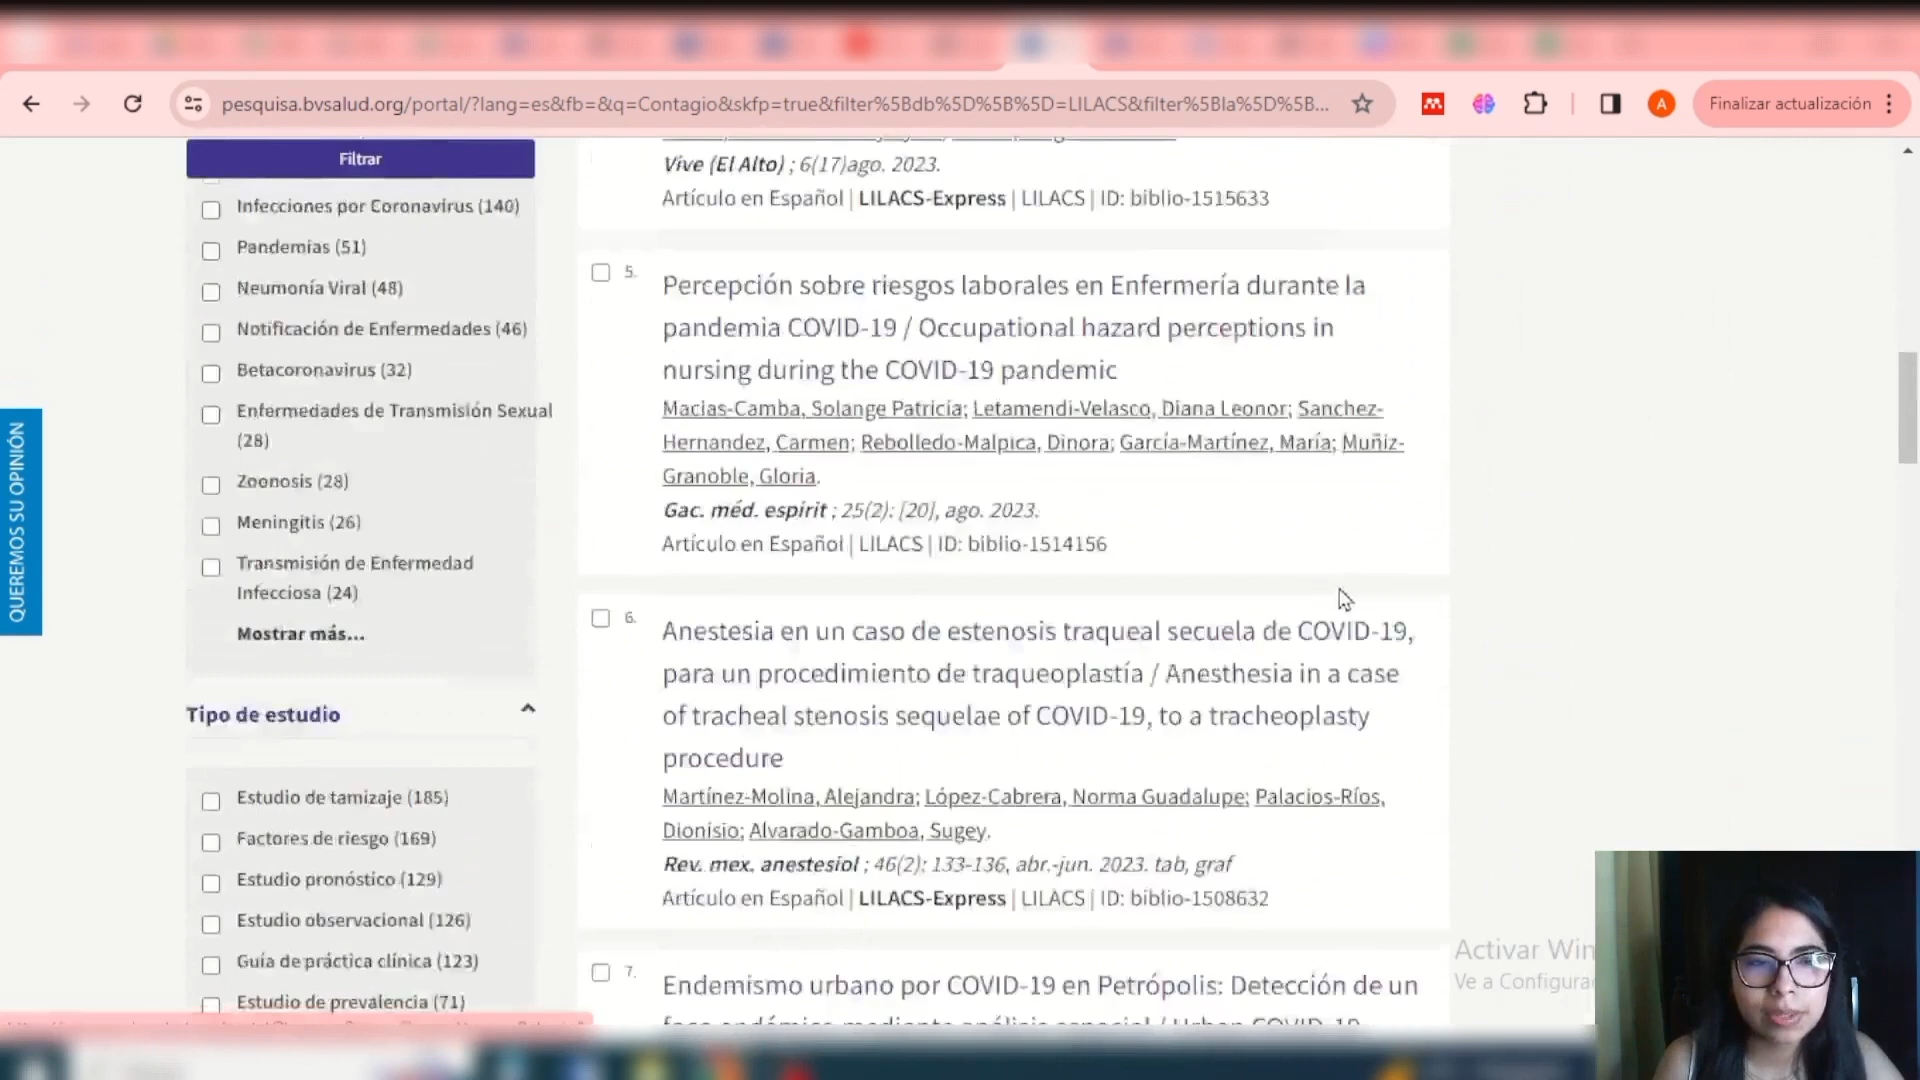 pesquisa.bvsalud.org/portal/?lang=es&fb=&q=Contagio&skfp=true&filter%5Bdb%5D%5B%5D=LILACS&filter%5Bla%5D%5B...
A
Finalizar actualización
Filtrar
Infecciones por Coronavirus (140)
Pandemias (51)
Neumonía Viral (48)
Notificación de Enfermedades (46)
Betacoronavirus (32)
Enfermedades de Transmisión Sexual
(28)
Zoonosis (28)
Meningitis (26)
Transmisión de Enfermedad
Infecciosa (24)
Mostrar más...
Tipo de estudio
Estudio de tamizaje (185)
Factores de riesgo (169)
Estudio pronóstico (129)
Estudio observacional (126)
Guía de práctica clínica (123)
Estudio de prevalencia (71)
QUEREMOS SU OPINIÓN
Vive (El Alto) ; 6(17)ago. 2023.
Artículo en Español | LILACS-Express | LILACS | ID: biblio-1515633
5.
Percepción sobre riesgos laborales en Enfermería durante la
pandemia COVID-19 / Occupational hazard perceptions in
nursing during the COVID-19 pandemic
Macias-Camba, Solange Patricia; Letamendi-Velasco, Diana Leonor; Sanchez-
Hernandez, Carmen; Rebolledo-Malpica, Dinora; García-Martínez, María; Muñiz-
Granoble, Gloria.
Gac. méd. espirit ; 25(2): [20], ago. 2023.
Artículo en Español | LILACS | ID: biblio-1514156
6.
Anestesia en un caso de estenosis traqueal secuela de COVID-19,
para un procedimiento de traqueoplastía / Anesthesia in a case
of tracheal stenosis sequelae of COVID-19, to a tracheoplasty
procedure
Martínez-Molina, Alejandra; López-Cabrera, Norma Guadalupe; Palacios-Ríos,
Dionisio; Alvarado-Gamboa, Sugey.
Rev. mex. anestesiol ; 46(2): 133-136, abr.-jun. 2023. tab, graf
Artículo en Español | LILACS-Express | LILACS | ID: biblio-1508632
7.
Endemismo urbano por COVID-19 en Petrópolis: Detección de un
Activar Win
Ve a Configura